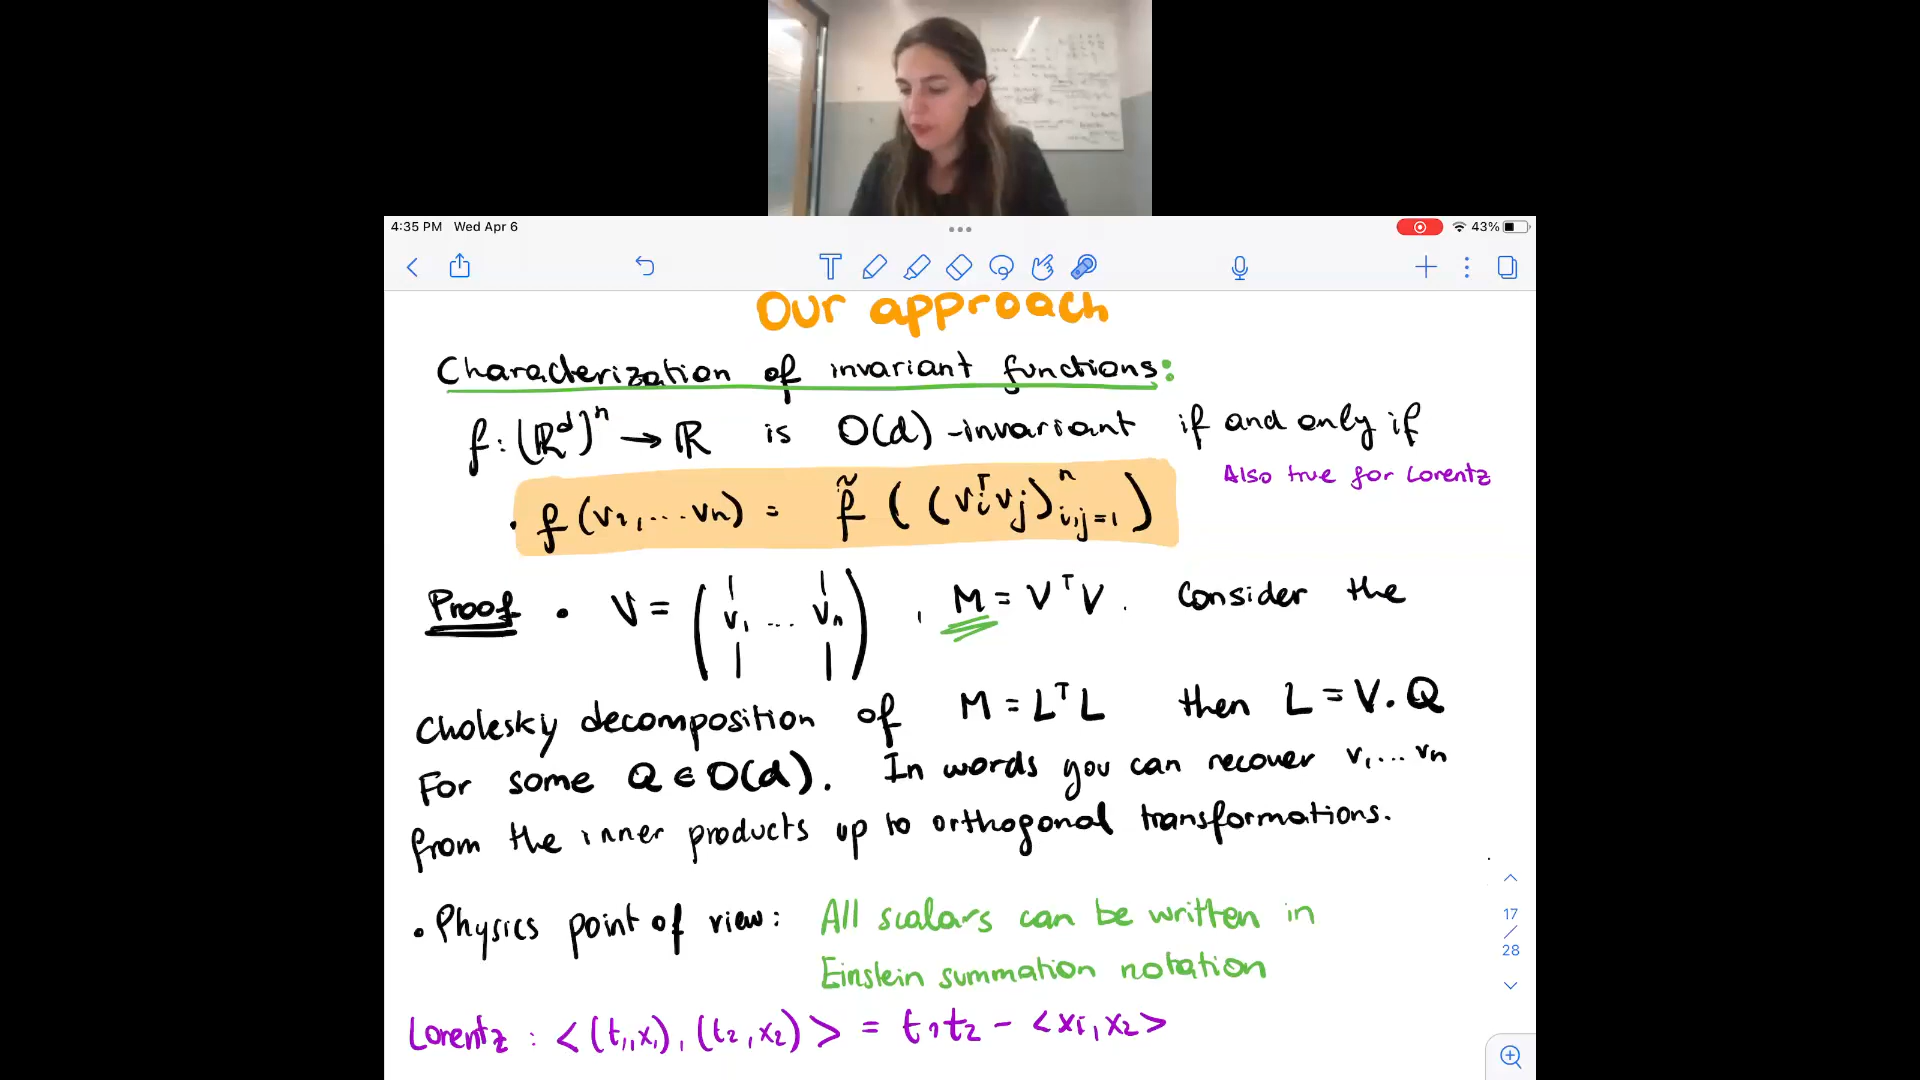 4:35 PM Wed Apr 6
43%
Our approach
Characterization of invariant functions:
f: (ℝᵈ)ⁿ → ℝ is O(d)-invariant if and only if
Also true for Lorentz
· f(v₁,...vₙ) = f̃((vᵢᵀvⱼ)ⁿᵢ,ⱼ₌₁)
Proof • V = (v₁ ... vₙ), M = VᵀV. Consider the
Cholesky decomposition of M = LᵀL then L = V.Q
For some Q ∈ O(d). In words you can recover v₁...vₙ
from the inner products up to orthogonal transformations.
• Physics point of view: All scalars can be written in
Einstein summation notation
Lorentz: <(t₁,x₁),(t₂,x₂)> = t₁t₂ - <x₁,x₂>
17
/
28